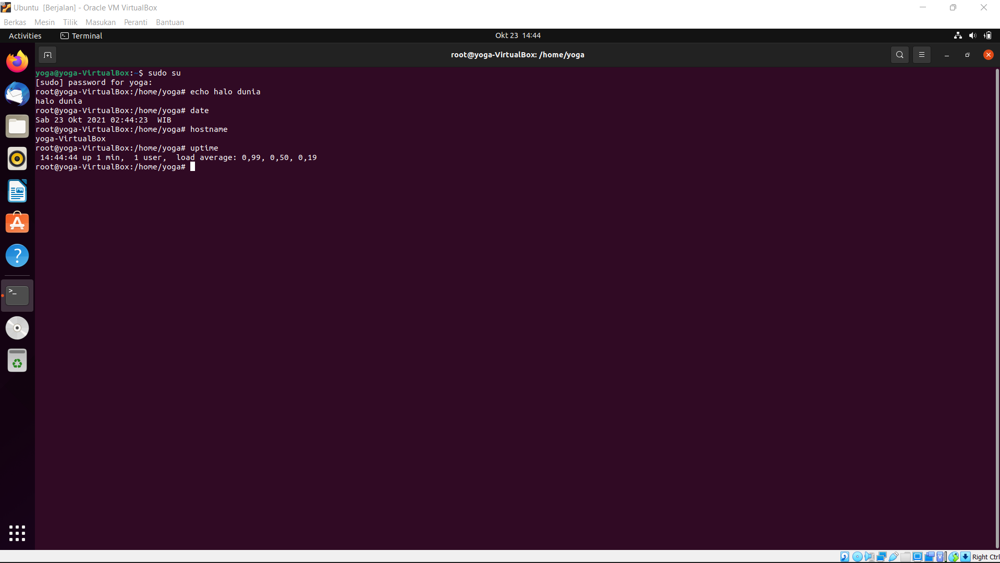 Ubuntu [Berjalan] - Oracle VM VirtualBox
Berkas Mesin Tilik Masukan Peranti Bantuan
Activities Terminal Okt 23 14:44
root@yoga-VirtualBox: /home/yoga
yoga@yoga-VirtualBox:~$ sudo su
[sudo] password for yoga:
root@yoga-VirtualBox:/home/yoga# echo halo dunia
halo dunia
root@yoga-VirtualBox:/home/yoga# date
Sab 23 Okt 2021 02:44:23  WIB
root@yoga-VirtualBox:/home/yoga# hostname
yoga-VirtualBox
root@yoga-VirtualBox:/home/yoga# uptime
 14:44:44 up 1 min,  1 user,  load average: 0,99, 0,50, 0,19
root@yoga-VirtualBox:/home/yoga#
Right Ctrl